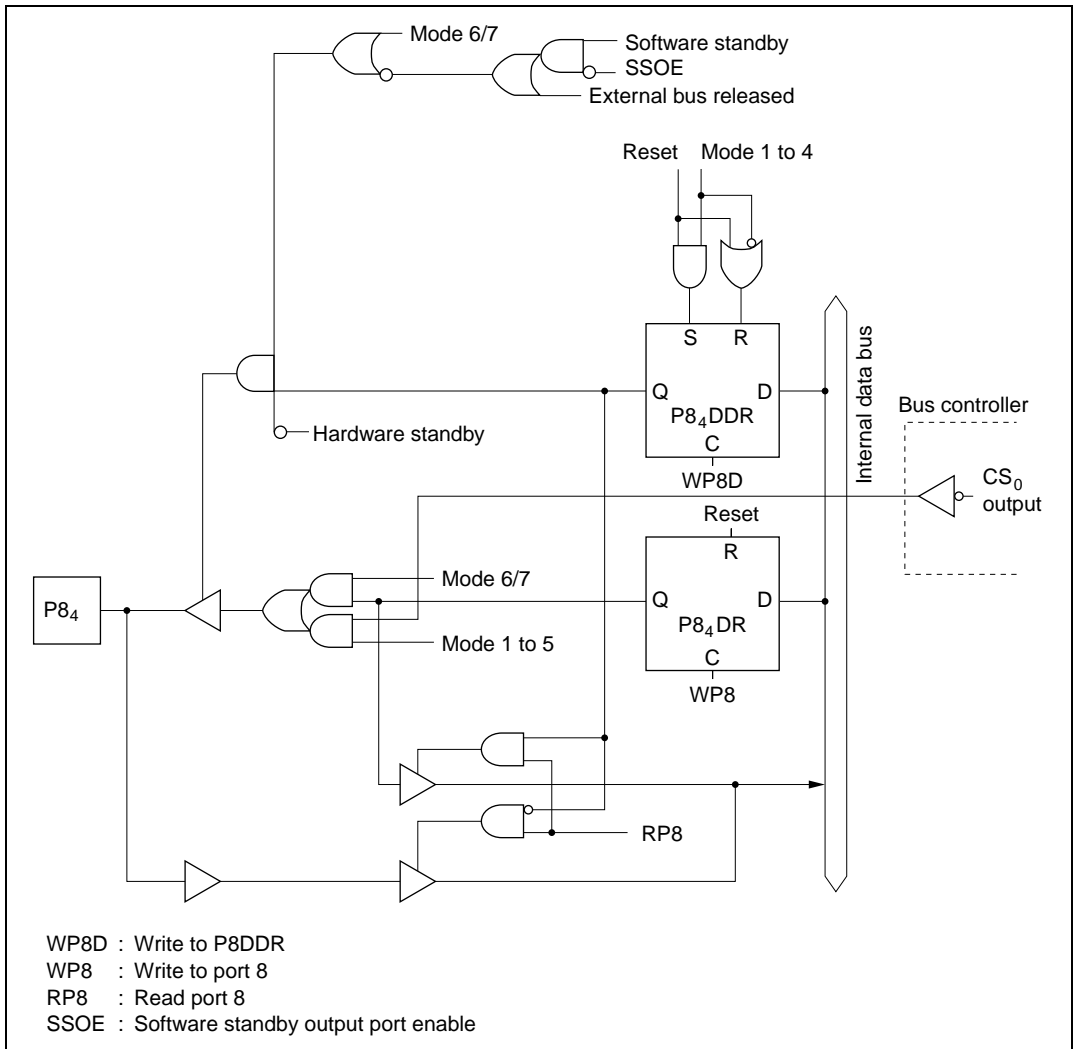 Mode 6/7
Software standby
SSOE
External bus released
Reset Mode 1 to 4
S R
Q D
P8₄DDR
C
WP8D
Hardware standby
Internal data bus
Bus controller
CS₀
output
Reset
R
Mode 6/7
Q D
P8₄DR
C
WP8
P8₄
Mode 1 to 5
RP8
WP8D : Write to P8DDR
WP8 : Write to port 8
RP8 : Read port 8
SSOE : Software standby output port enable